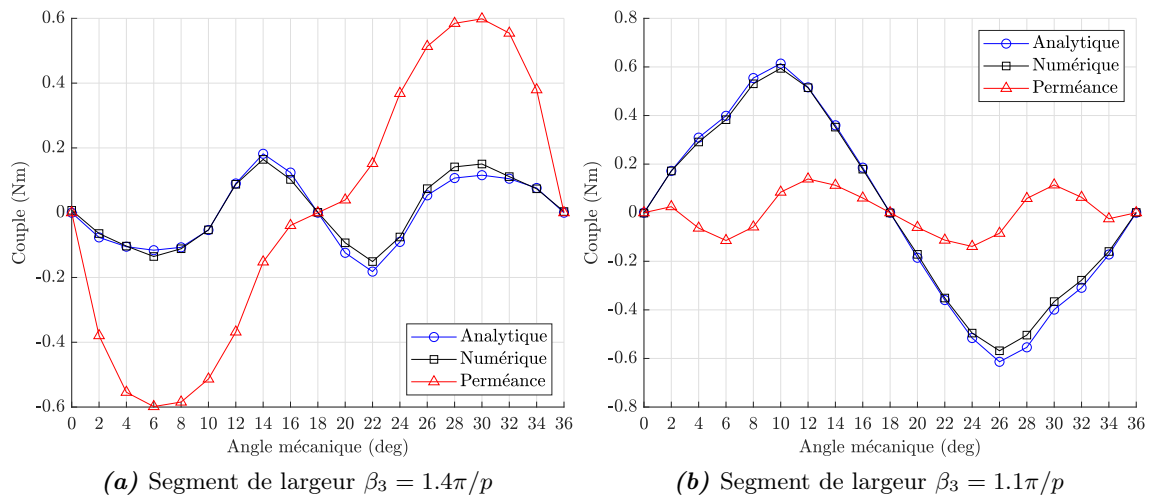 0.6
0.4
0.2
0
-0.2
-0.4
0.6
Couple (Nm)
0 2 4 6 8 10 12 14 16 18 20 22 24 26 28 30 32 34 36
Angle mécanique (deg)
Analytique
Numérique
Perméance
(a) Segment de largeur β₃ = 1.4π/p
0.8
0.6
0.4
0.2
0
-0.2
-0.4
-0.6
0.8
Couple (Nm)
0 2 4 6 8 10 12 14 16 18 20 22 24 26 28 30 32 34 36
Angle mécanique (deg)
Analytique
Numérique
Perméance
(b) Segment de largeur β₃ = 1.1π/p